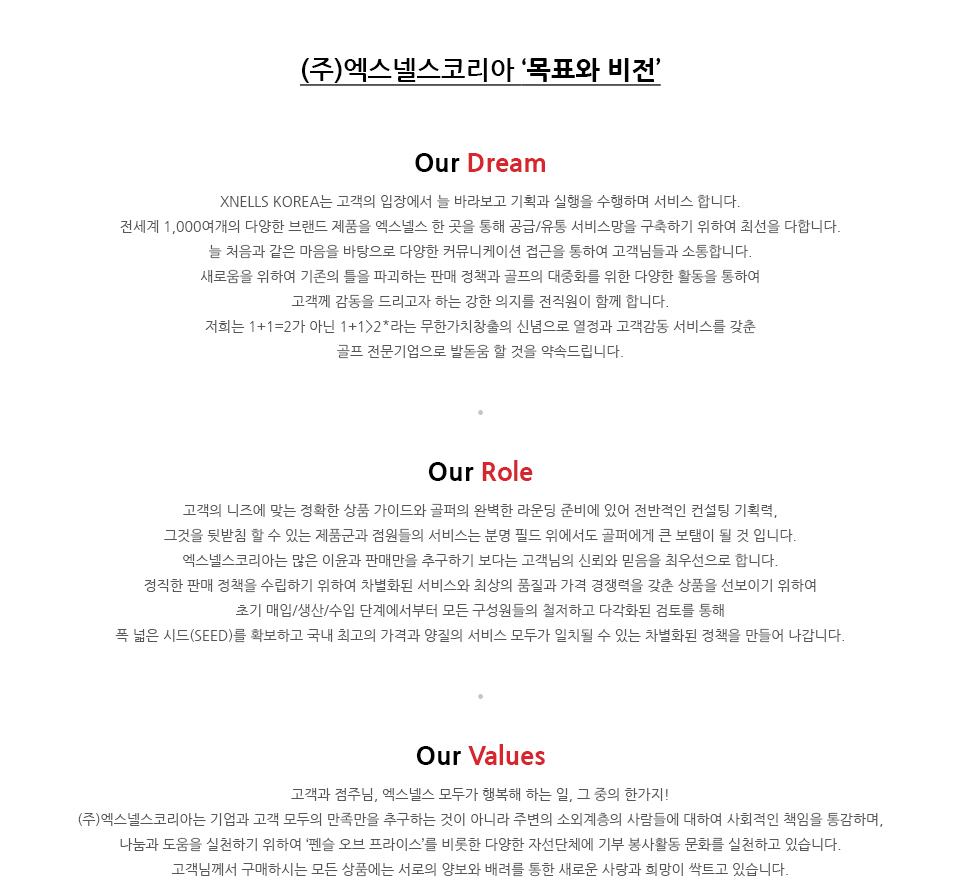 (주)엑스넬스코리아 ‘목표와 비전’
Our Dream
XNELLS KOREA는 고객의 입장에서 늘 바라보고 기획과 실행을 수행하며 서비스 합니다.
전세계 1,000여개의 다양한 브랜드 제품을 엑스넬스 한 곳을 통해 공급/유통 서비스망을 구축하기 위하여 최선을 다합니다.
늘 처음과 같은 마음을 바탕으로 다양한 커뮤니케이션 접근을 통하여 고객님들과 소통합니다.
새로움을 위하여 기존의 틀을 파괴하는 판매 정책과 골프의 대중화를 위한 다양한 활동을 통하여
고객께 감동을 드리고자 하는 강한 의지를 전직원이 함께 합니다.
저희는 1+1=2가 아닌 1+1>2*라는 무한가치창출의 신념으로 열정과 고객감동 서비스를 갖춘
골프 전문기업으로 발돋움 할 것을 약속드립니다.
Our Role
고객의 니즈에 맞는 정확한 상품 가이드와 골퍼의 완벽한 라운딩 준비에 있어 전반적인 컨설팅 기획력,
그것을 뒷받침 할 수 있는 제품군과 점원들의 서비스는 분명 필드 위에서도 골퍼에게 큰 보탬이 될 것 입니다.
엑스넬스코리아는 많은 이윤과 판매만을 추구하기 보다는 고객님의 신뢰와 믿음을 최우선으로 합니다.
정직한 판매 정책을 수립하기 위하여 차별화된 서비스와 최상의 품질과 가격 경쟁력을 갖춘 상품을 선보이기 위하여
초기 매입/생산/수입 단계에서부터 모든 구성원들의 철저하고 다각화된 검토를 통해
폭 넓은 시드(SEED)를 확보하고 국내 최고의 가격과 양질의 서비스 모두가 일치될 수 있는 차별화된 정책을 만들어 나갑니다.
Our Values
고객과 점주님, 엑스넬스 모두가 행복해 하는 일, 그 중의 한가지!
(주)엑스넬스코리아는 기업과 고객 모두의 만족만을 추구하는 것이 아니라 주변의 소외계층의 사람들에 대하여 사회적인 책임을 통감하며,
나눔과 도움을 실천하기 위하여 ‘펜슬 오브 프라이스’를 비롯한 다양한 자선단체에 기부 봉사활동 문화를 실천하고 있습니다.
고객님께서 구매하시는 모든 상품에는 서로의 양보와 배려를 통한 새로운 사랑과 희망이 싹트고 있습니다.